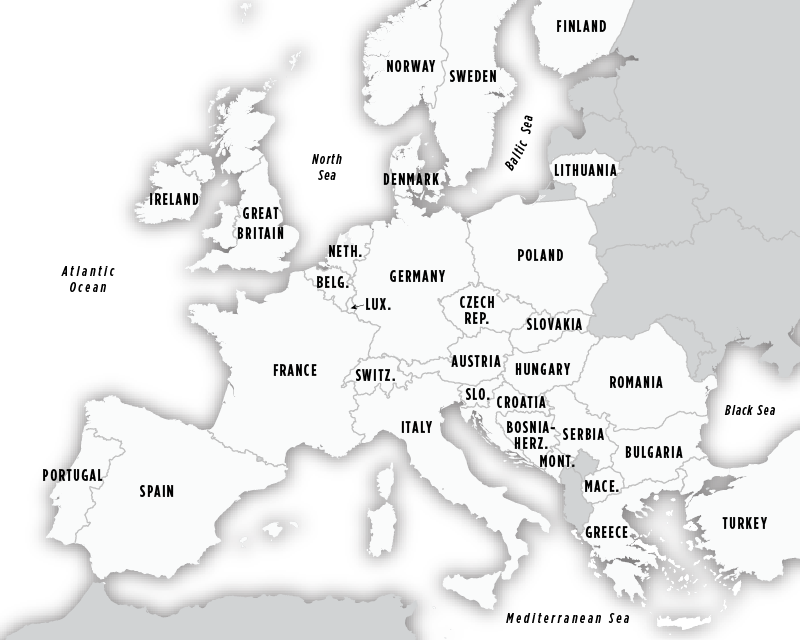 FINLAND
NORWAY
SWEDEN
Baltic Sea
North
Sea
LITHUANIA
DENMARK
IRELAND
GREAT
BRITAIN
NETH.
POLAND
Atlantic
Ocean
GERMANY
BELG.
LUX.
CZECH
REP.
SLOVAKIA
AUSTRIA
FRANCE
SWITZ.
HUNGARY
ROMANIA
SLO.
CROATIA
Black Sea
ITALY
BOSNIA-
HERZ.
SERBIA
BULGARIA
MONT.
PORTUGAL
SPAIN
MACE.
GREECE
TURKEY
Mediterranean Sea